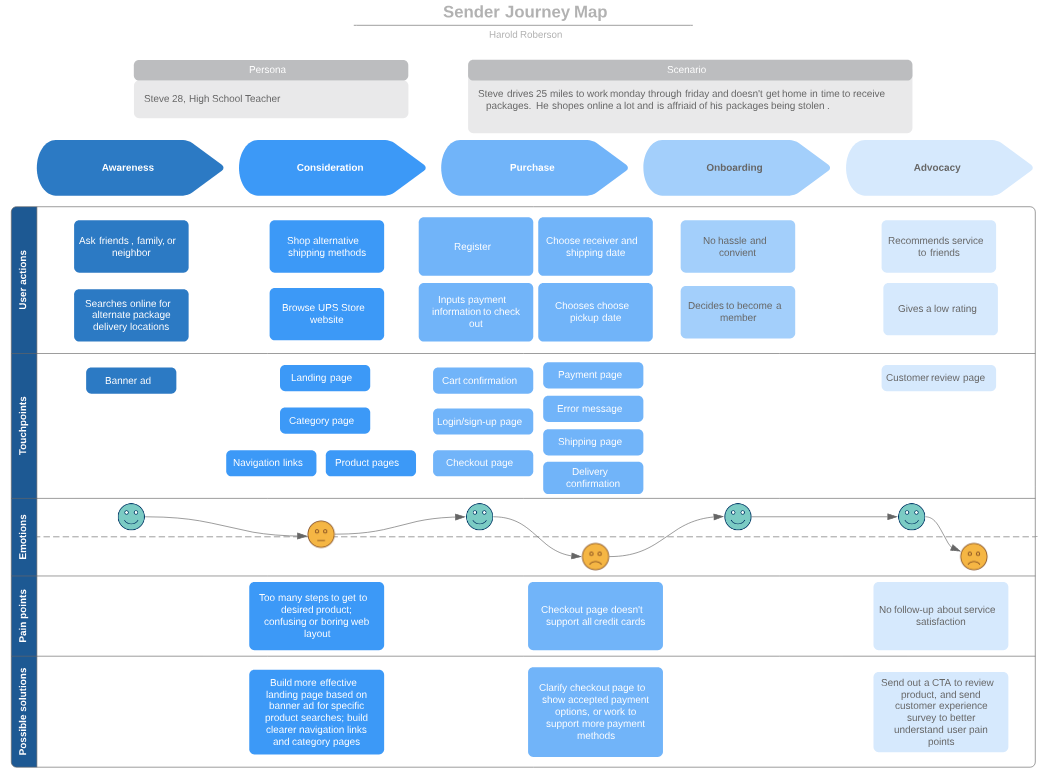 Sender Journey Map
Harold Roberson
Persona
Steve 28, High School Teacher
Scenario
Steve drives 25 miles to work monday through friday and doesn't get home in time to receive
packages. He shopes online a lot and is affriaid of his packages being stolen .
Awareness
Consideration
Purchase
Onboarding
Advocacy
User actions
Ask friends , family, or
neighbor
Searches online for
alternate package
delivery locations
Shop alternative
shipping methods
Browse UPS Store
website
Register
Choose receiver and
shipping date
Inputs payment
information to check
out
Chooses choose
pickup date
No hassle and
convient
Decides to become a
member
Recommends service
to friends
Gives a low rating
Touchpoints
Banner ad
Landing page
Category page
Navigation links
Product pages
Cart confirmation
Login/sign-up page
Checkout page
Payment page
Error message
Shipping page
Delivery
confirmation
Customer review page
Emotions
Pain points
Too many steps to get to
desired product;
confusing or boring web
layout
Checkout page doesn't
support all credit cards
No follow-up about service
satisfaction
Possible solutions
Build more effective
landing page based on
banner ad for specific
product searches; build
clearer navigation links
and category pages
Clarify checkout page to
show accepted payment
options, or work to
support more payment
methods
Send out a CTA to review
product, and send
customer experience
survey to better
understand user pain
points